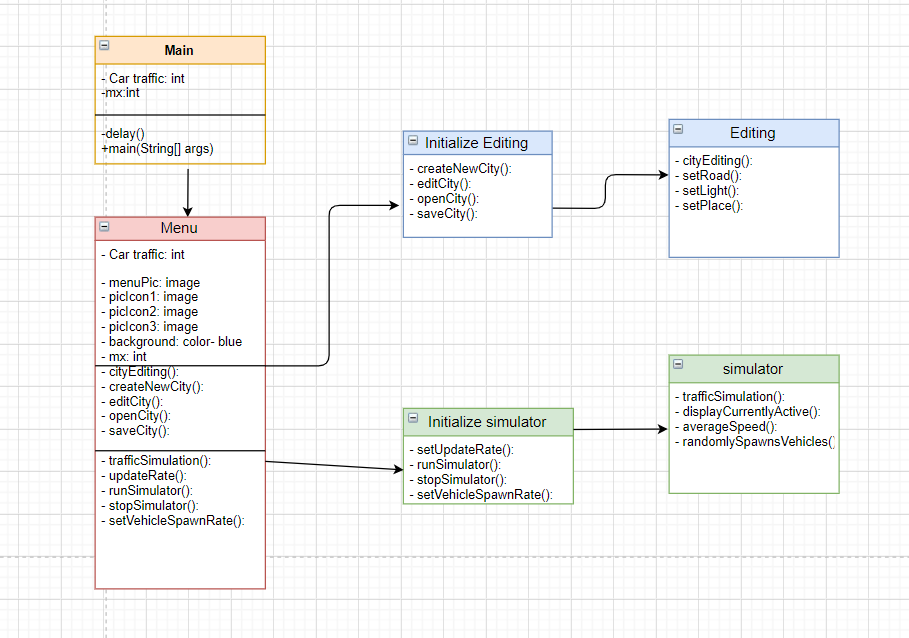 Main
- Car traffic: int
-mx:int
-delay()
+main(String[] args)
Menu
- Car traffic: int
- menuPic: image
- picIcon1: image
- picIcon2: image
- picIcon3: image
- background: color- blue
- mx: int
- cityEditing():
- createNewCity():
- editCity():
- openCity():
- saveCity():
- trafficSimulation():
- updateRate():
- runSimulator():
- stopSimulator():
- setVehicleSpawnRate():
Initialize Editing
- createNewCity():
- editCity():
- openCity():
- saveCity():
Editing
- cityEditing():
- setRoad():
- setLight():
- setPlace():
Initialize simulator
- setUpdateRate():
- runSimulator():
- stopSimulator():
- setVehicleSpawnRate():
simulator
- trafficSimulation():
- displayCurrentlyActive():
- averageSpeed():
- randomlySpawnsVehicles()